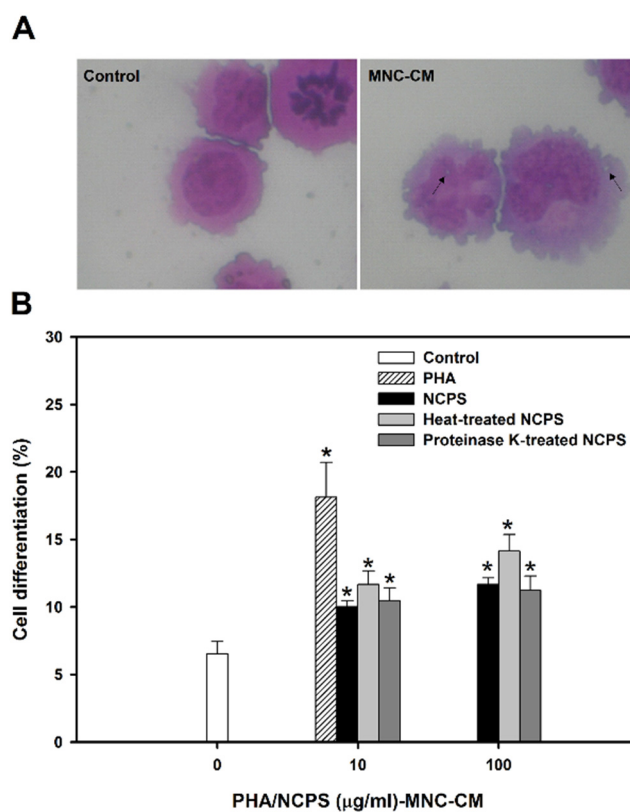 A
Control
MNC-CM
B
30
25
20
15
10
5
0
Cell differentiation (%)
Control
PHA
NCPS
Heat-treated NCPS
Proteinase K-treated NCPS
*
*
*
*
*
*
*
0
10
100
PHA/NCPS (μg/ml)-MNC-CM